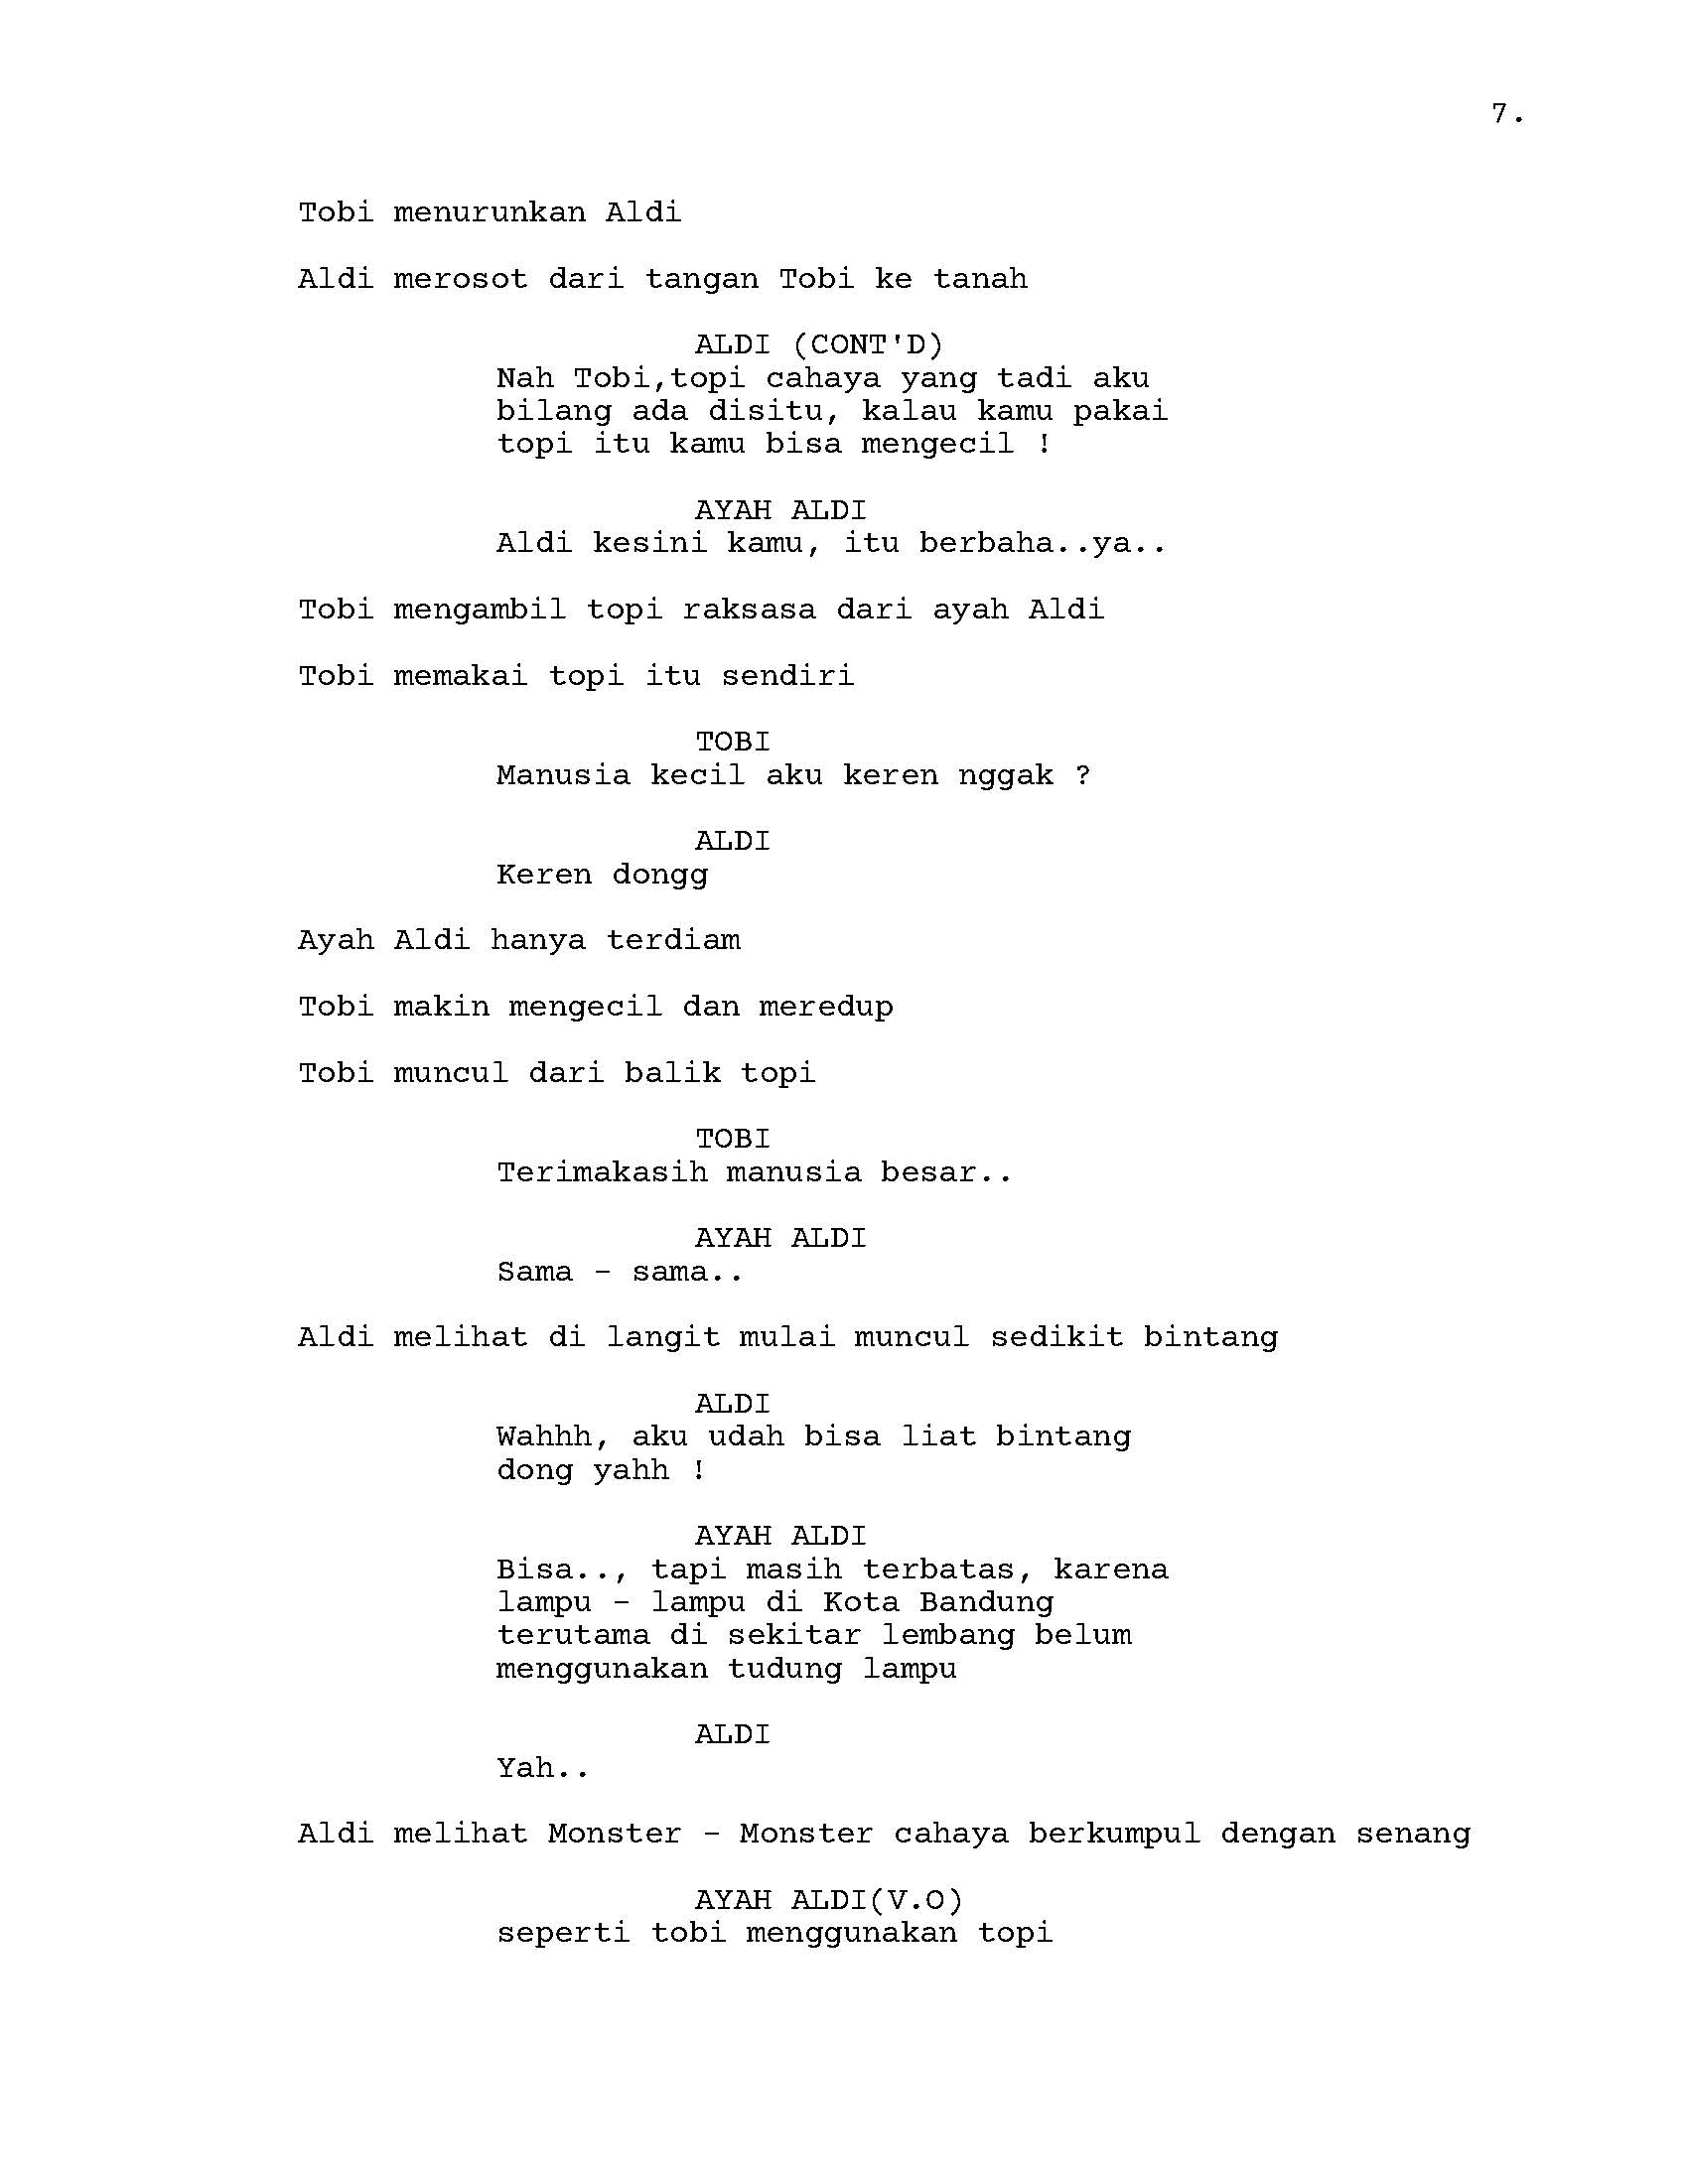 7.
Tobi menurunkan Aldi
Aldi merosot dari tangan Tobi ke tanah
ALDI (CONT'D)
Nah Tobi,topi cahaya yang tadi aku
bilang ada disitu, kalau kamu pakai
topi itu kamu bisa mengecil !
AYAH ALDI
Aldi kesini kamu, itu berbaha..ya..
Tobi mengambil topi raksasa dari ayah Aldi
Tobi memakai topi itu sendiri
TOBI
Manusia kecil aku keren nggak ?
ALDI
Keren dongg
Ayah Aldi hanya terdiam
Tobi makin mengecil dan meredup
Tobi muncul dari balik topi
TOBI
Terimakasih manusia besar..
AYAH ALDI
Sama - sama..
Aldi melihat di langit mulai muncul sedikit bintang
ALDI
Wahhh, aku udah bisa liat bintang
dong yahh !
AYAH ALDI
Bisa.., tapi masih terbatas, karena
lampu - lampu di Kota Bandung
terutama di sekitar lembang belum
menggunakan tudung lampu
ALDI
Yah..
Aldi melihat Monster - Monster cahaya berkumpul dengan senang
AYAH ALDI(V.O)
seperti tobi menggunakan topi